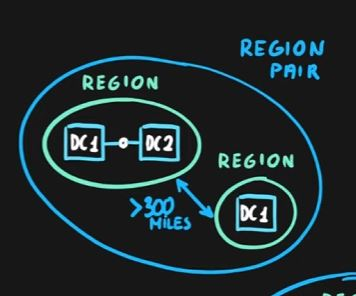 REGION
PAIR
REGION
DC1 DC2
REGION
>300
MILES
DC1